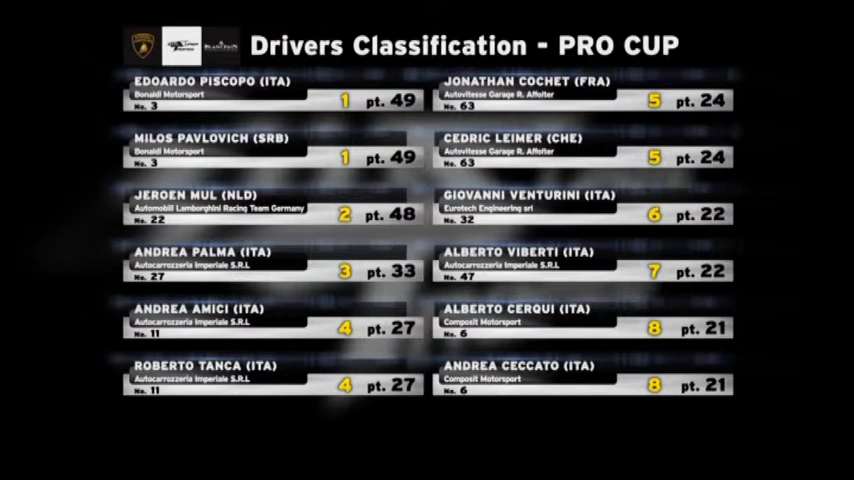 Drivers Classification - PRO CUP
EDOARDO PISCOPO (ITA)
Bonaldi Motorsport
No. 3
1 pt. 49
MILOS PAVLOVICH (SRB)
Bonaldi Motorsport
No. 3
1 pt. 49
JEROEN MUL (NLD)
Automobili Lamborghini Racing Team Germany
No. 22
2 pt. 48
ANDREA PALMA (ITA)
Autocarrozzeria Imperiale S.R.L
No. 27
3 pt. 33
ANDREA AMICI (ITA)
Autocarrozzeria Imperiale S.R.L
No. 11
4 pt. 27
ROBERTO TANCA (ITA)
Autocarrozzeria Imperiale S.R.L
No. 11
4 pt. 27
JONATHAN COCHET (FRA)
Autovitesse Garage R. Affolter
No. 63
5 pt. 24
CEDRIC LEIMER (CHE)
Autovitesse Garage R. Affolter
No. 63
5 pt. 24
GIOVANNI VENTURINI (ITA)
Eurotech Engineering srl
No. 32
6 pt. 22
ALBERTO VIBERTI (ITA)
Autocarrozzeria Imperiale S.R.L
No. 47
7 pt. 22
ALBERTO CERQUI (ITA)
Composit Motorsport
No. 6
8 pt. 21
ANDREA CECCATO (ITA)
Composit Motorsport
No. 6
8 pt. 21